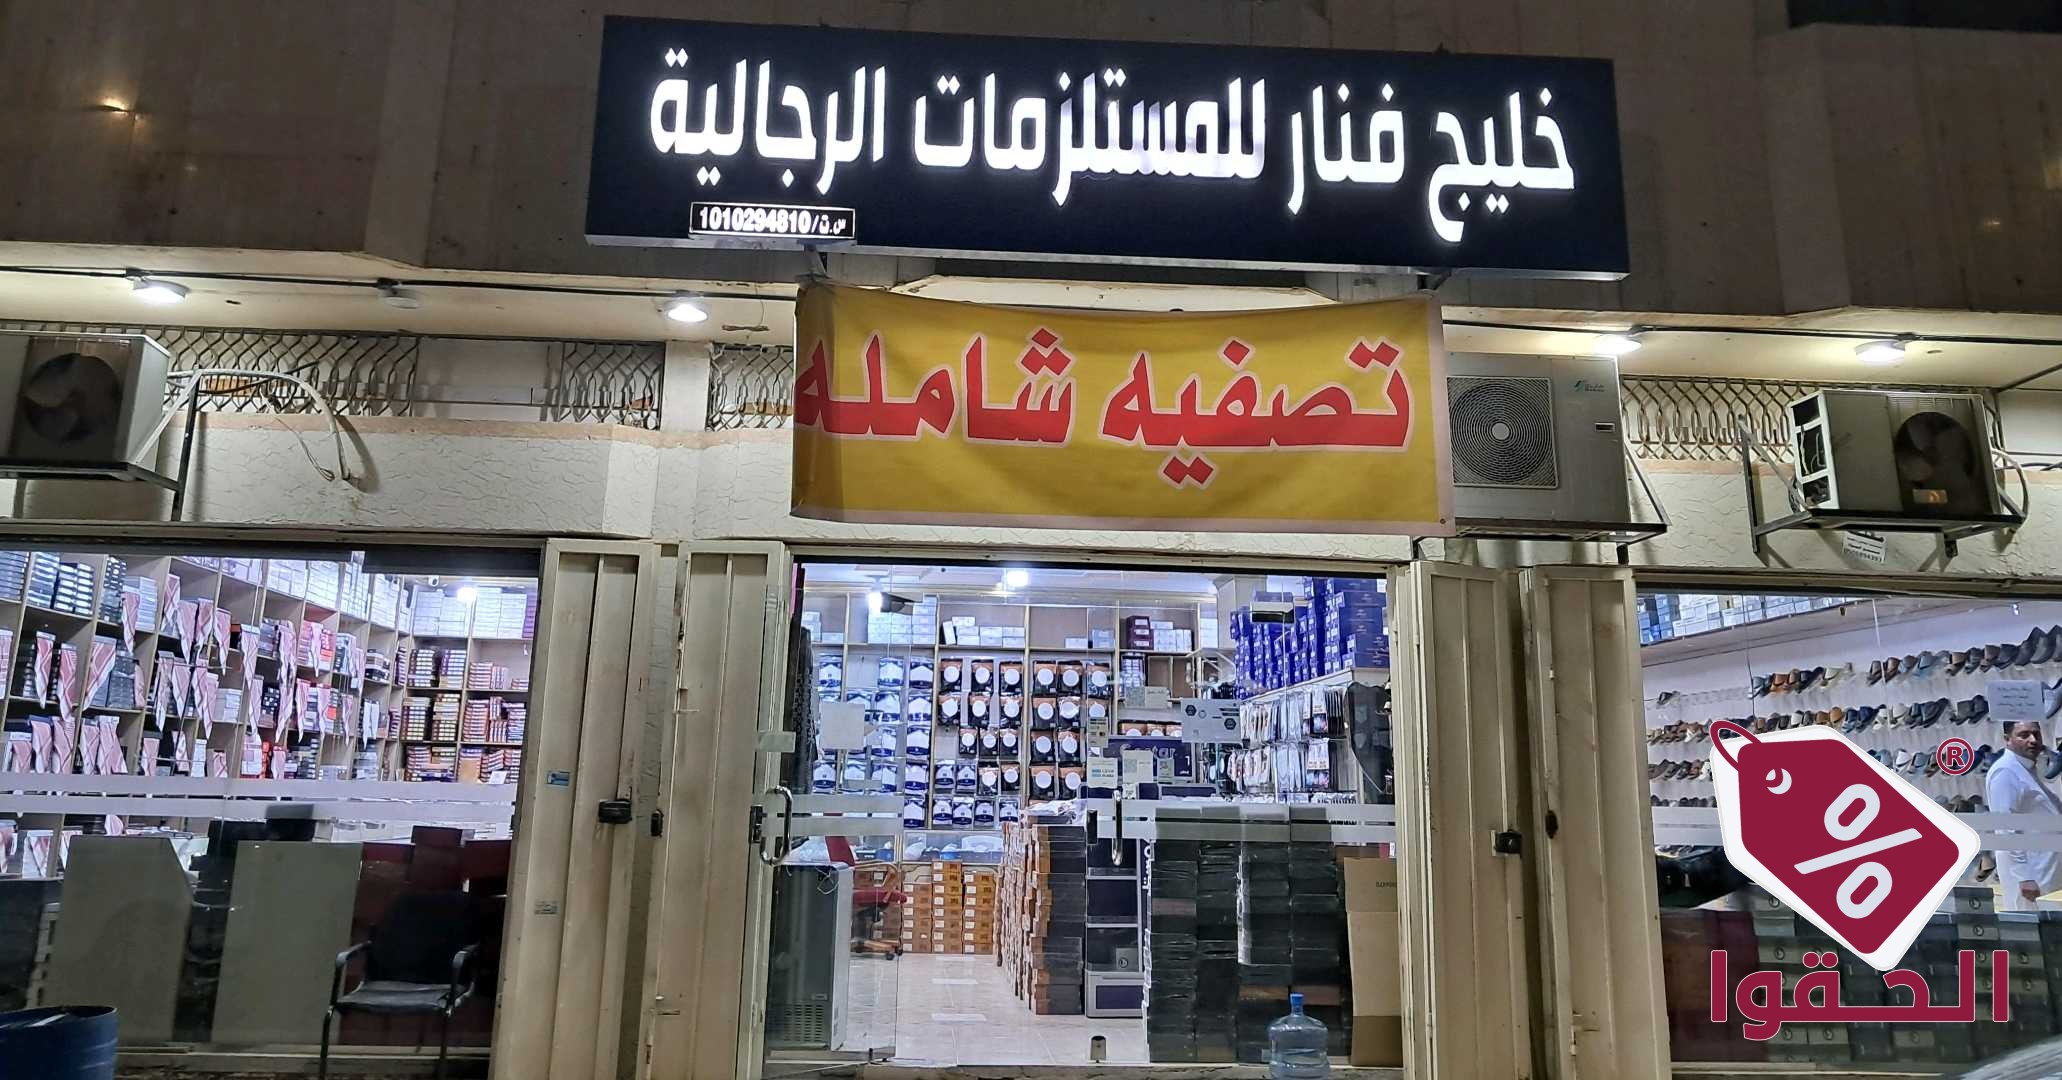 خليج فنار للمستلزمات الرجالية
س.ت/1010294810
تصفيه شامله
®
%
الحقوا